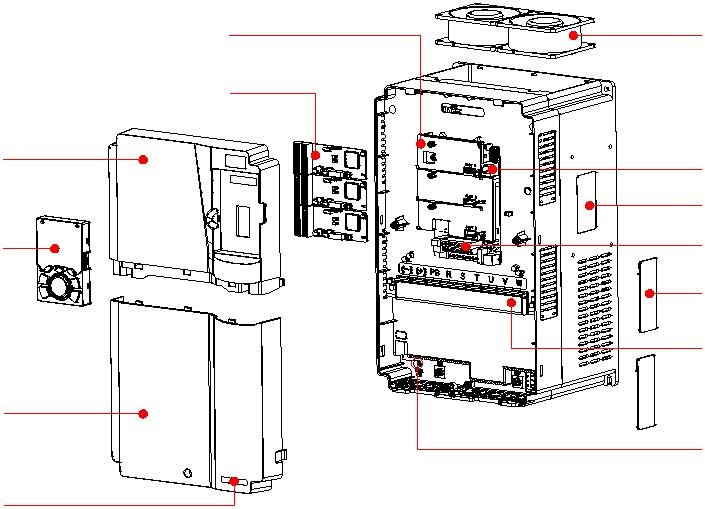 (-) (+) PB R S T U V W